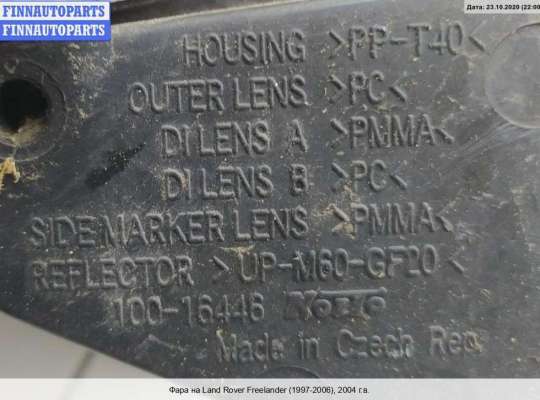 FINNAUTOPARTS
FINNAUTOPARTS
Дата: 23.10.2020 (22:00
HOUSING >PP-T40<
OUTER LENS >PC<
DI LENS A >PMMA<
DI LENS B >PC<
SIDE MARKER LENS >PMMA<
REFLECTOR >UP-M60-GF20<
100-16446
Made in Czech Rep
Фара на Land Rover Freelander (1997-2006), 2004 г.в.